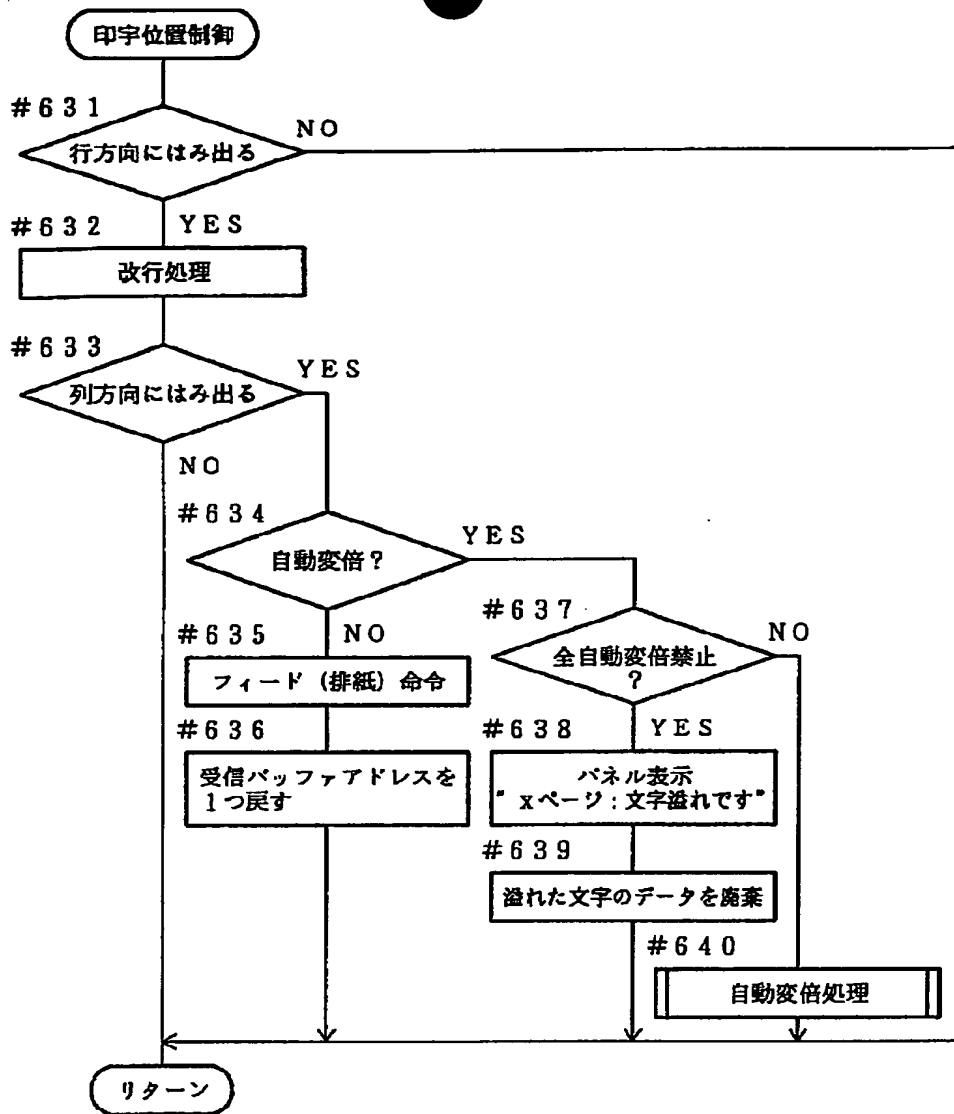 印字位置制御
#631
NO
行方向にはみ出る
#632
YES
改行処理
#633
YES
列方向にはみ出る
NO
#634
YES
自動変倍?
#637
NO
#635
NO
全自動変倍禁止
?
フィード(排紙)命令
#636
#638
YES
受信バッファアドレスを
1つ戻す
パネル表示
" xページ:文字溢れです"
#639
溢れた文字のデータを廃棄
#640
自動変倍処理
リターン